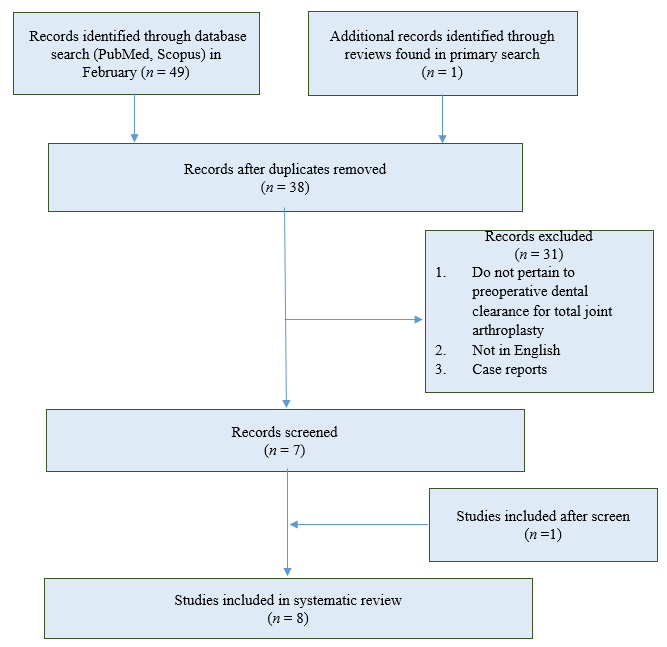 Records identified through database
search (PubMed, Scopus) in
February (n = 49)
Additional records identified through
reviews found in primary search
(n = 1)
Records after duplicates removed
(n = 38)
Records excluded
(n = 31)
1. Do not pertain to
preoperative dental
clearance for total joint
arthroplasty
2. Not in English
3. Case reports
Records screened
(n = 7)
Studies included after screen
(n =1)
Studies included in systematic review
(n = 8)